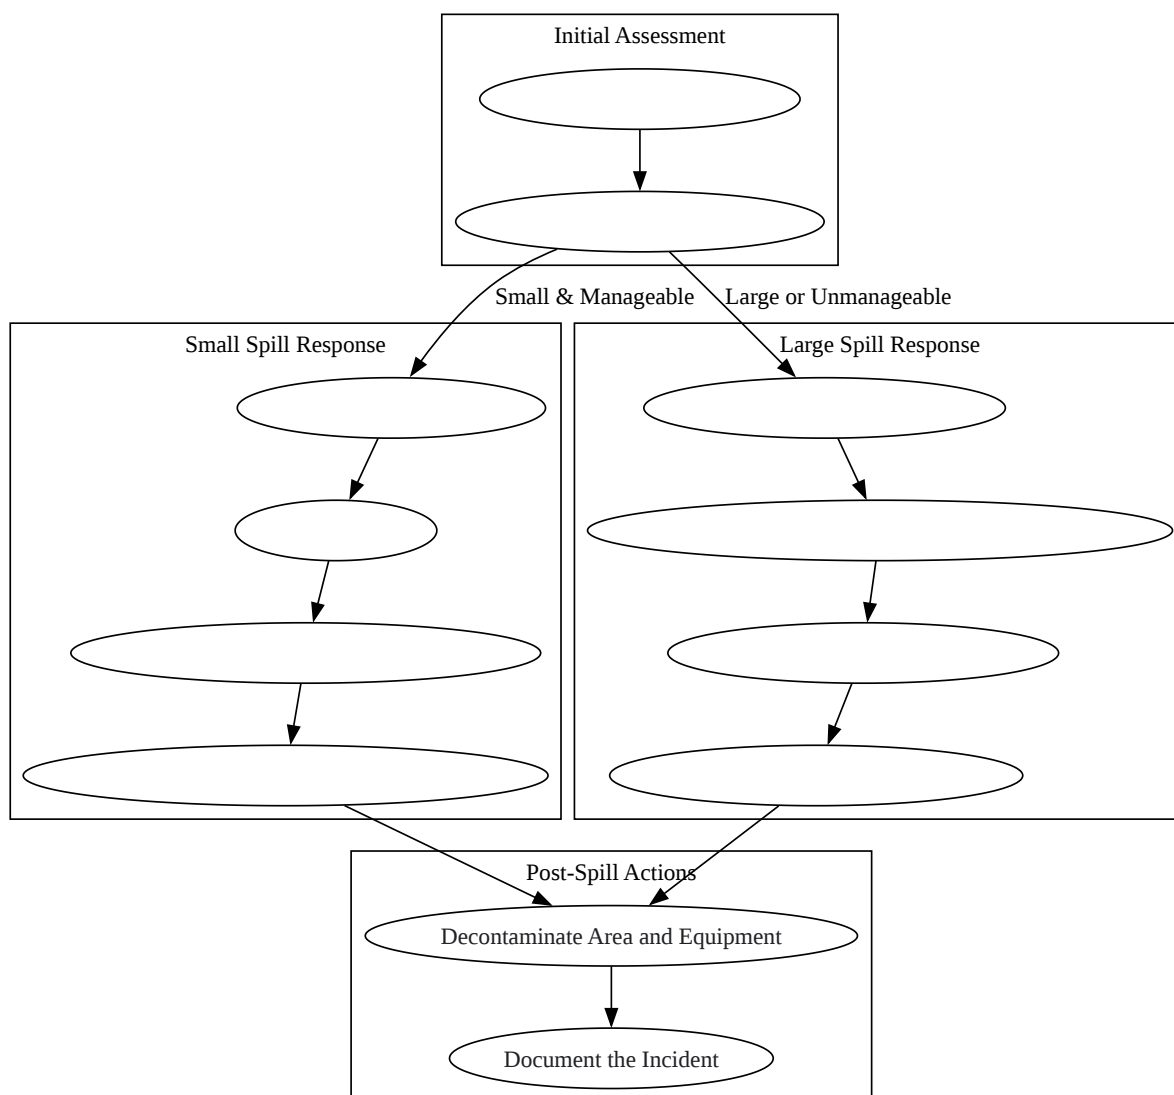 Initial Assessment
Small & Manageable
Large or Unmanageable
Small Spill Response
Large Spill Response
Post-Spill Actions
Decontaminate Area and Equipment
Document the Incident